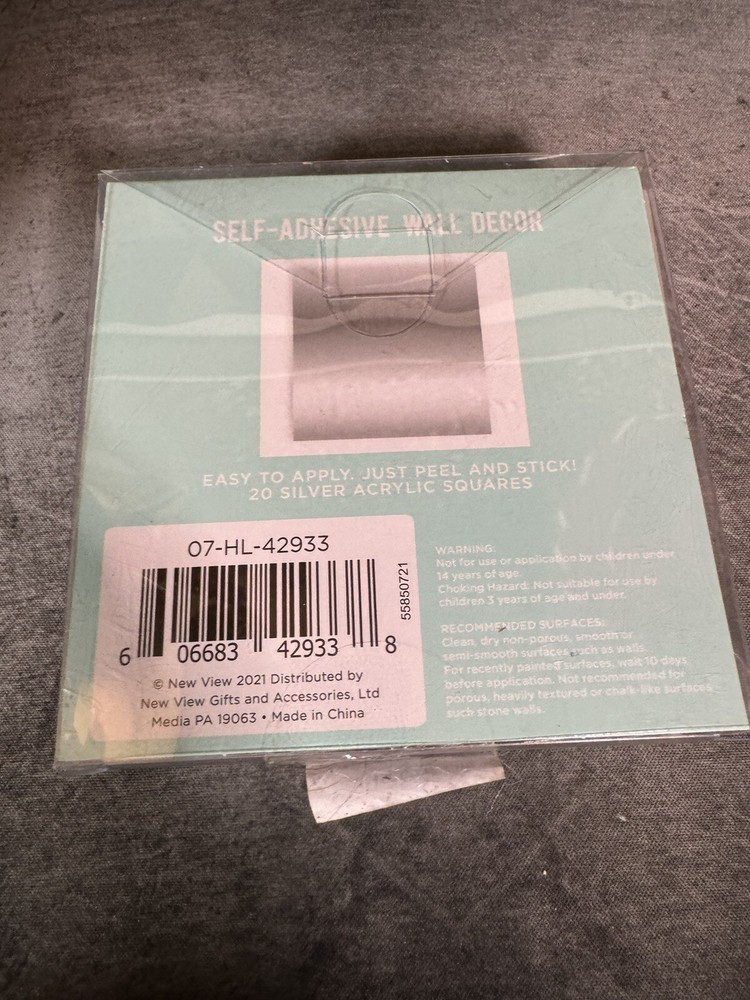 SELF-ADHESIVE WALL DECOR
EASY TO APPLY. JUST PEEL AND STICK!
20 SILVER ACRYLIC SQUARES
07-HL-42933
55850721
6 06683 42933 8
© New View 2021 Distributed by
New View Gifts and Accessories, Ltd
Media PA 19063 • Made in China
WARNING:
Not for use or application by children under
14 years of age.
Choking Hazard: Not suitable for use by
children 3 years of age and under.
RECOMMENDED SURFACES:
Clean, dry non-porous, smooth or
semi-smooth surfaces such as walls.
For recently painted surfaces, wait 10 days
before application. Not recommended for
porous, heavily textured or chalk-like surfaces
such stone walls.